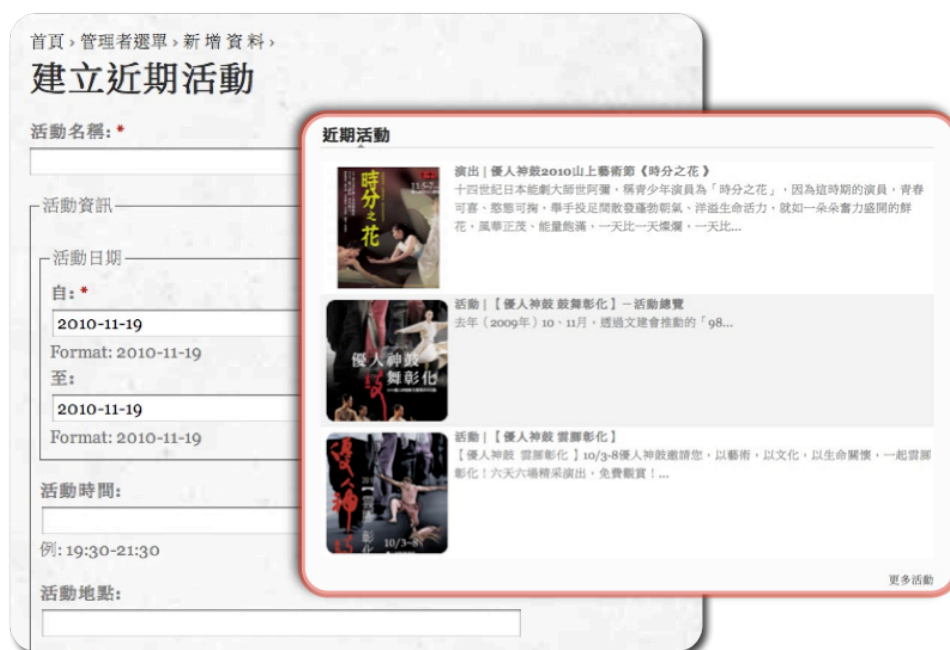 首頁 › 管理者選單 › 新 增 資 料 ›
建立近期活動
活動名稱: *
活動資訊
活動日期
自: *
2010-11-19
Format: 2010-11-19
至:
2010-11-19
Format: 2010-11-19
活動時間:
例: 19:30-21:30
活動地點:
近期活動
時分之花
11/5-7
演出 | 優人神鼓2010山上藝術節《時分之花 》
十四世紀日本能劇大師世阿彌，稱青少年演員為「時分之花」，因為這時期的演員，青春
可喜、憨態可掬，舉手投足間散發蓬勃朝氣、洋溢生命活力，就如一朵朵奮力盛開的鮮
花，風華正茂、能量飽滿，一天比一天燦爛，一天比...
優人神鼓
鼓舞彰化
活動 | 【優人神鼓 鼓舞彰化】－活動總覽
去年（2009年）10、11月，透過文建會推動的「98...
優人神鼓
雲腳
彰化
10/3-8
活動 | 【優人神鼓 雲腳彰化】
【優人神鼓 雲腳彰化 】10/3-8優人神鼓邀請您，以藝術，以文化，以生命關懷，一起雲腳
彰化！六天六場精采演出，免費觀賞！...
更多活動